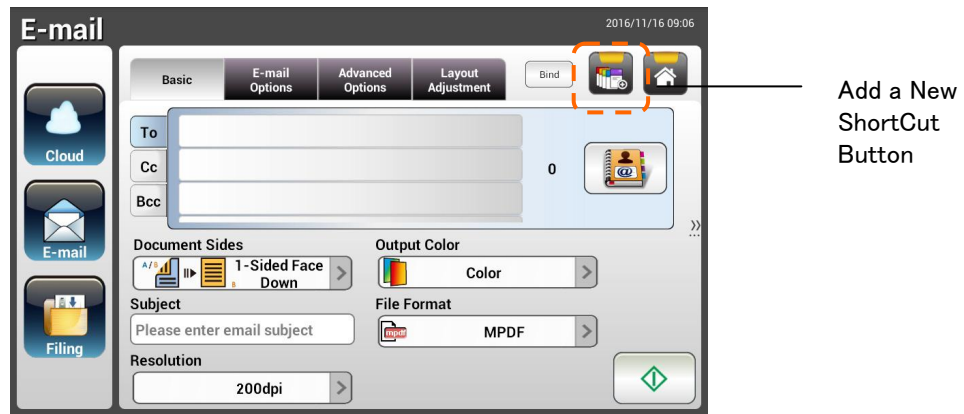 E-mail
2016/11/16 09:06
Basic
E-mail
Options
Advanced
Options
Layout
Adjustment
Bind
Add a New
ShortCut
Button
Cloud
To
Cc
Bcc
0
@
E-mail
Document Sides
A/B
B
1-Sided Face
Down
Output Color
Color
Filing
Subject
Please enter email subject
File Format
mpdf
MPDF
Resolution
200dpi